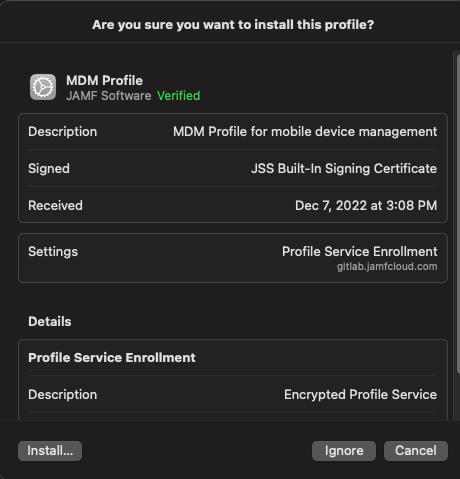 Are you sure you want to install this profile?
MDM Profile
JAMF Software Verified
Description MDM Profile for mobile device management
Signed JSS Built-In Signing Certificate
Received Dec 7, 2022 at 3:08 PM
Settings Profile Service Enrollment
gitlab.jamfcloud.com
Details
Profile Service Enrollment
Description Encrypted Profile Service
Install... Ignore Cancel